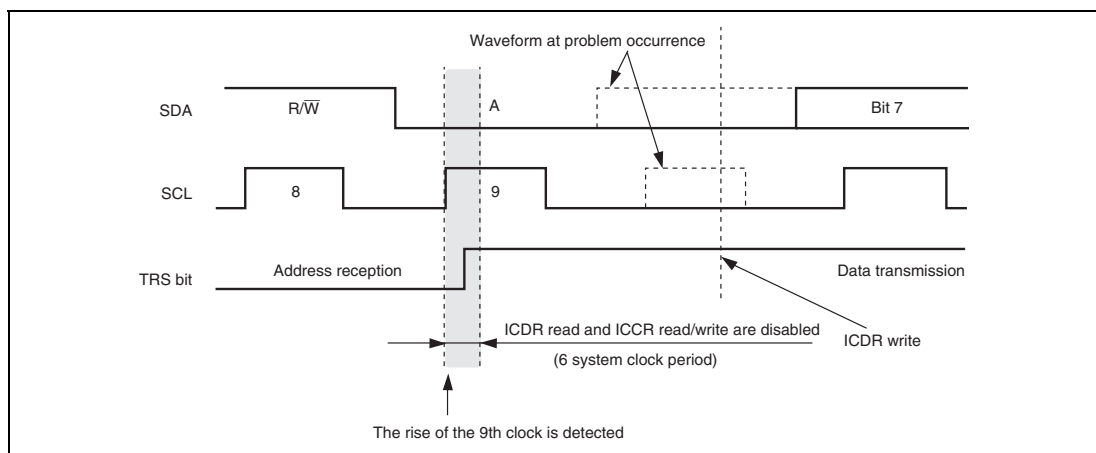 Waveform at problem occurrence
SDA
R/W̅
A
Bit 7
SCL
8
9
TRS bit
Address reception
Data transmission
ICDR read and ICCR read/write are disabled
(6 system clock period)
ICDR write
The rise of the 9th clock is detected